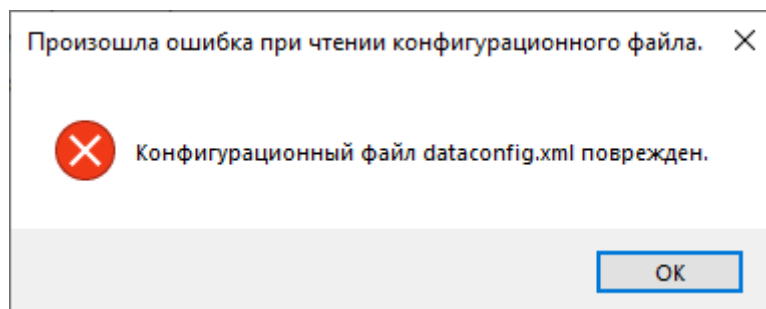 Произошла ошибка при чтении конфигурационного файла.
Конфигурационный файл dataconfig.xml поврежден.
OK